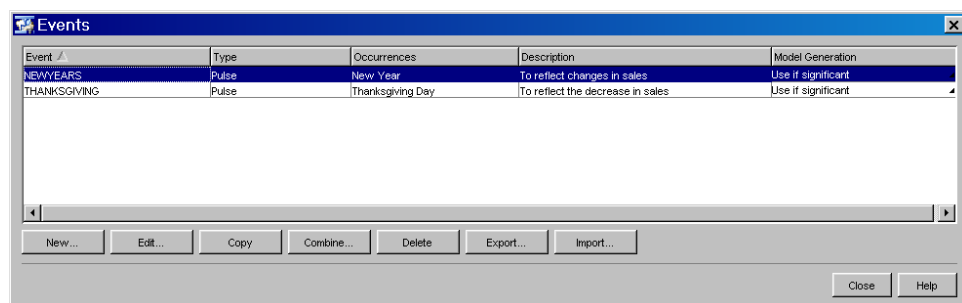 Events
Event Type Occurrences Description Model Generation
NEWYEARS Pulse New Year To reflect changes in sales Use if significant
THANKSGIVING Pulse Thanksgiving Day To reflect the decrease in sales Use if significant
New... Edit... Copy Combine... Delete Export... Import...
Close Help